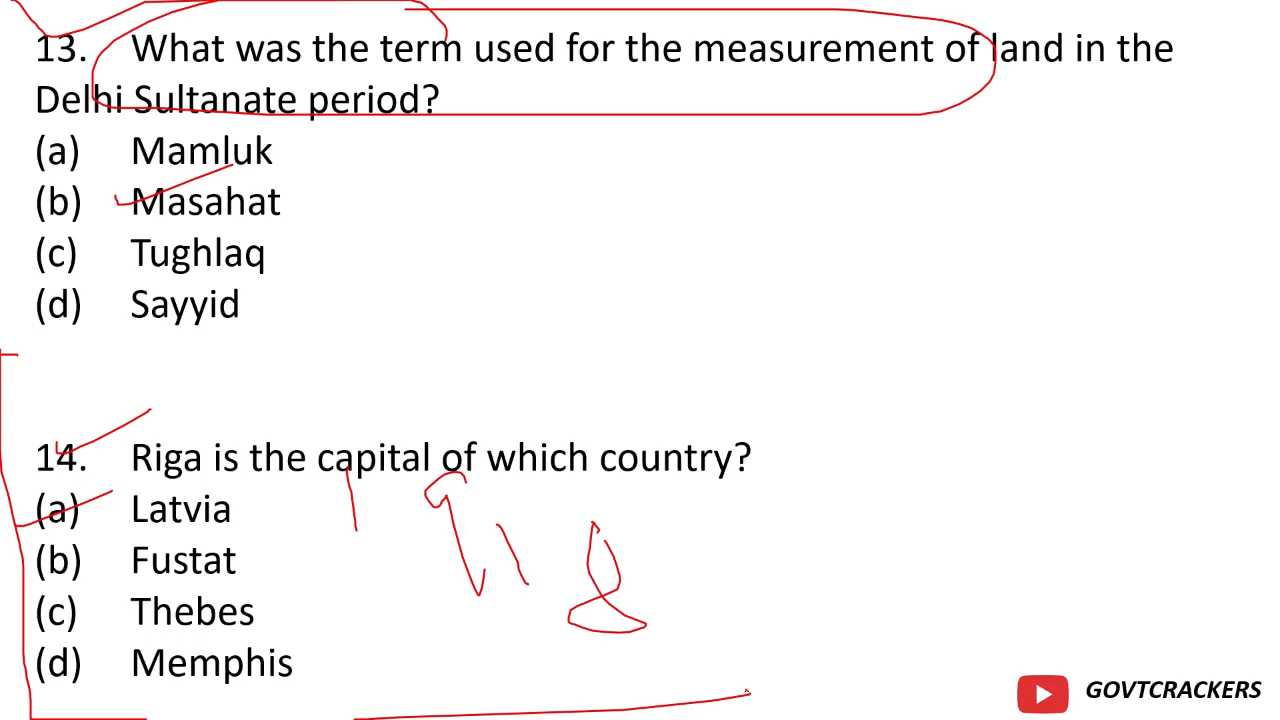 13. What was the term used for the measurement of land in the
Delhi Sultanate period?
(a) Mamluk
(b) Masahat
(c) Tughlaq
(d) Sayyid
14. Riga is the capital of which country?
(a) Latvia
(b) Fustat
(c) Thebes
(d) Memphis
GOVTCRACKERS